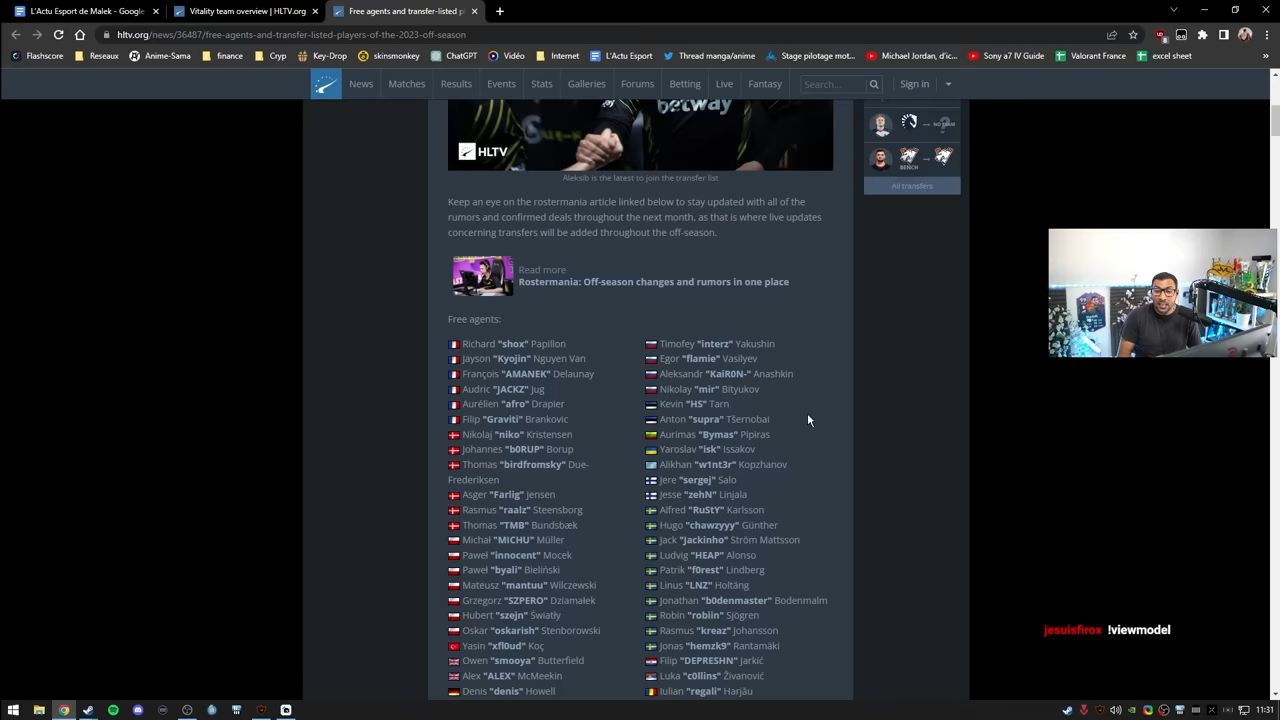 L'Actu Esport de Malek - Google
Vitality team overview | HLTV.org
Free agents and transfer-listed p
hltv.org/news/36487/free-agents-and-transfer-listed-players-of-the-2023-off-season
Flashscore
Reseaux
Anime-Sama
finance
Cryp
Key-Drop
skinsmonkey
ChatGPT
Vidéo
Internet
L'Actu Esport
Thread manga/anime
Stage pilotage mot...
Michael Jordan, d'ic...
Sony a7 IV Guide
Valorant France
excel sheet
News
Matches
Results
Events
Stats
Galleries
Forums
Betting
Live
Fantasy
Search...
Sign in
betway
HLTV
Aleksib is the latest to join the transfer list
NO TEAM
BENCH
All transfers
Keep an eye on the rostermania article linked below to stay updated with all of the
rumors and confirmed deals throughout the next month, as that is where live updates
concerning transfers will be added throughout the off-season.
Read more
Rostermania: Off-season changes and rumors in one place
Free agents:
Richard "shox" Papillon
Jayson "Kyojin" Nguyen Van
François "AMANEK" Delaunay
Audric "JACKZ" Jug
Aurélien "afro" Drapier
Filip "Graviti" Brankovic
Nikolaj "niko" Kristensen
Johannes "b0RUP" Borup
Thomas "birdfromsky" Due-
Frederiksen
Asger "Farlig" Jensen
Rasmus "raalz" Steensborg
Thomas "TMB" Bundsbæk
Michał "MICHU" Müller
Paweł "innocent" Mocek
Paweł "byali" Bieliński
Mateusz "mantuu" Wilczewski
Grzegorz "SZPERO" Dziamałek
Hubert "szejn" Światły
Oskar "oskarish" Stenborowski
Yasin "xfl0ud" Koç
Owen "smooya" Butterfield
Alex "ALEX" McMeekin
Denis "denis" Howell
Timofey "interz" Yakushin
Egor "flamie" Vasilyev
Aleksandr "KaiR0N-" Anashkin
Nikolay "mir" Bityukov
Kevin "HS" Tarn
Anton "supra" Tšernobai
Aurimas "Bymas" Pipiras
Yaroslav "isk" Issakov
Alikhan "w1nt3r" Kopzhanov
Jere "sergej" Salo
Jesse "zehN" Linjala
Alfred "RuStY" Karlsson
Hugo "chawzyyy" Günther
Jack "Jackinho" Ström Mattsson
Ludvig "HEAP" Alonso
Patrik "f0rest" Lindberg
Linus "LNZ" Holtäng
Jonathan "b0denmaster" Bodenmalm
Robin "robiin" Sjögren
Rasmus "kreaz" Johansson
Jonas "hemzk9" Rantamäki
Filip "DEPRESHN" Jarkić
Luka "c0llins" Živanović
Iulian "regali" Harjău
jesuisfirox !viewmodel
11:31